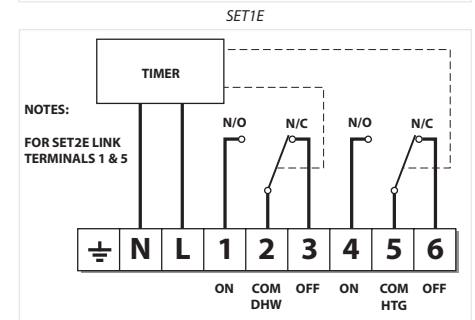 SET1E
TIMER
NOTES:
FOR SET2E LINK
TERMINALS 1 & 5
N/O N/C N/O N/C
N L 1 2 3 4 5 6
ON COM OFF ON COM OFF
DHW HTG